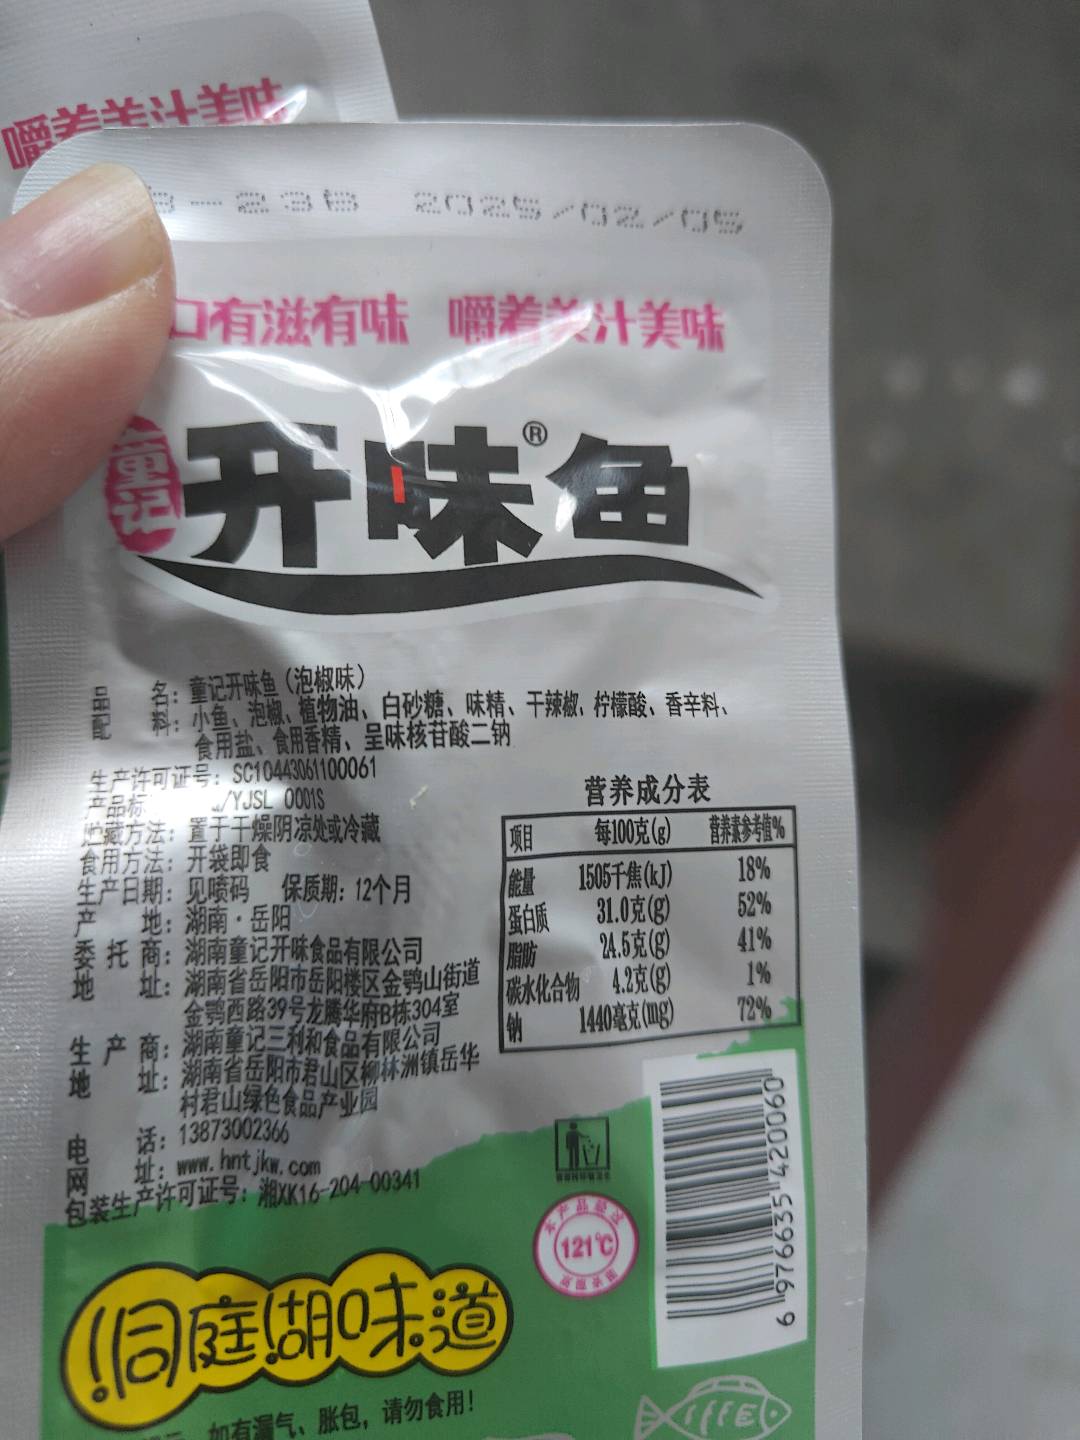 嚼着美汁美味
2025/02/05
口有滋有味 嚼着美汁美味
童记 开味鱼®
品 名：童记开味鱼（泡椒味）
配 料：小鱼、泡椒、植物油、白砂糖、味精、干辣椒、柠檬酸、香辛料、
食用盐、食用香精、呈味核苷酸二钠
生产许可证号：SC10443061100061
产品标 /YJSL 0001S
贮藏方法：置于干燥阴凉处或冷藏
食用方法：开袋即食
生产日期：见喷码 保质期：12个月
产 地：湖南·岳阳
委 托 商：湖南童记开味食品有限公司
地 址：湖南省岳阳市岳阳楼区金鹗山街道
金鹗西路39号龙腾华府B栋304室
生 产 商：湖南童记三利和食品有限公司
地 址：湖南省岳阳市君山区柳林洲镇岳华
村君山绿色食品产业园
电 话：13873002366
网 址：www.hntjkw.com
包装生产许可证号：湘XK16-204-00341
营养成分表
项目 每100克(g) 营养素参考值%
能量 1505千焦(kJ) 18%
蛋白质 31.0克(g) 52%
脂肪 24.5克(g) 41%
碳水化合物 4.2克(g) 1%
钠 1440毫克(mg) 72%
6 976635 420060
本产品经过
121℃
洞庭湖味道
如有漏气、胀包，请勿食用！